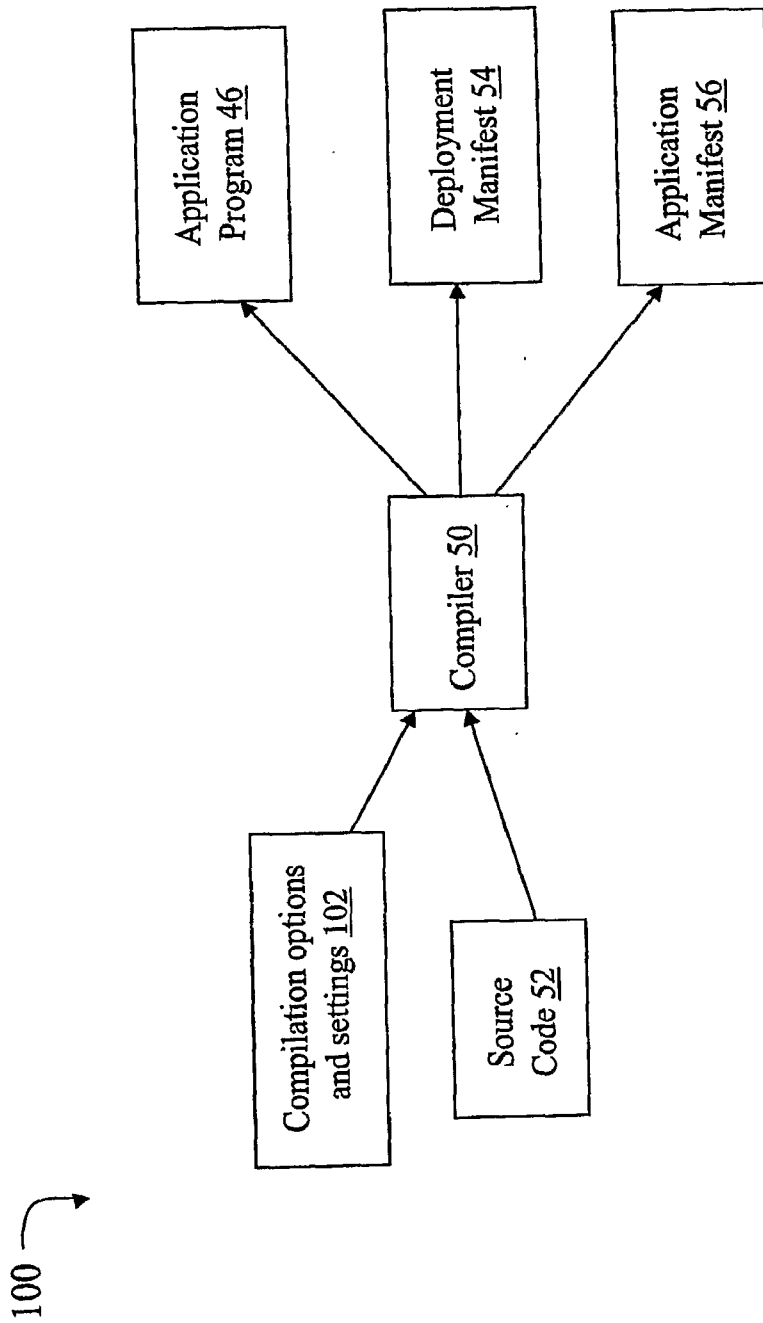 100
Compilation options
and settings 102
Source
Code 52
Compiler 50
Application
Program 46
Deployment
Manifest 54
Application
Manifest 56